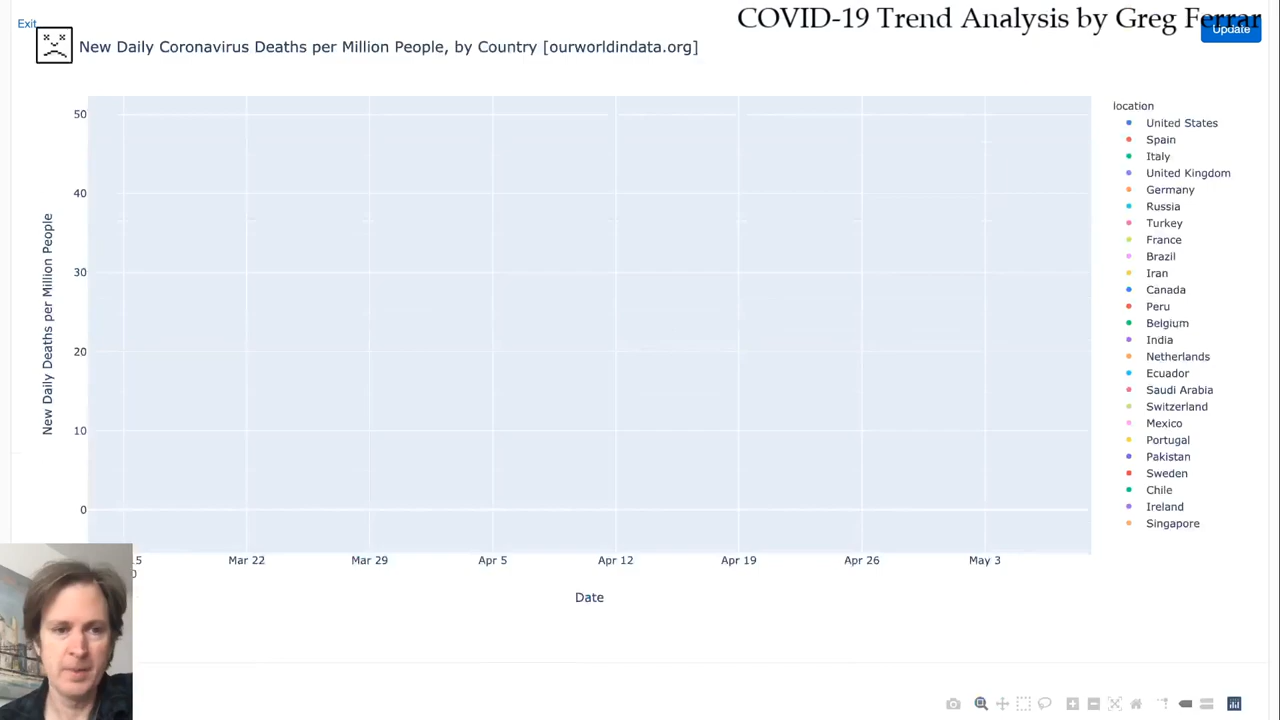 COVID-19 Trend Analysis by Greg Ferrar
Exit
Update
New Daily Coronavirus Deaths per Million People, by Country [ourworldindata.org]
location
United States
Spain
Italy
United Kingdom
Germany
Russia
Turkey
France
Brazil
Iran
Canada
Peru
Belgium
India
Netherlands
Ecuador
Saudi Arabia
Switzerland
Mexico
Portugal
Pakistan
Sweden
Chile
Ireland
Singapore
New Daily Deaths per Million People
50
40
30
20
10
0
Mar 22 Mar 29 Apr 5 Apr 12 Apr 19 Apr 26 May 3
Date